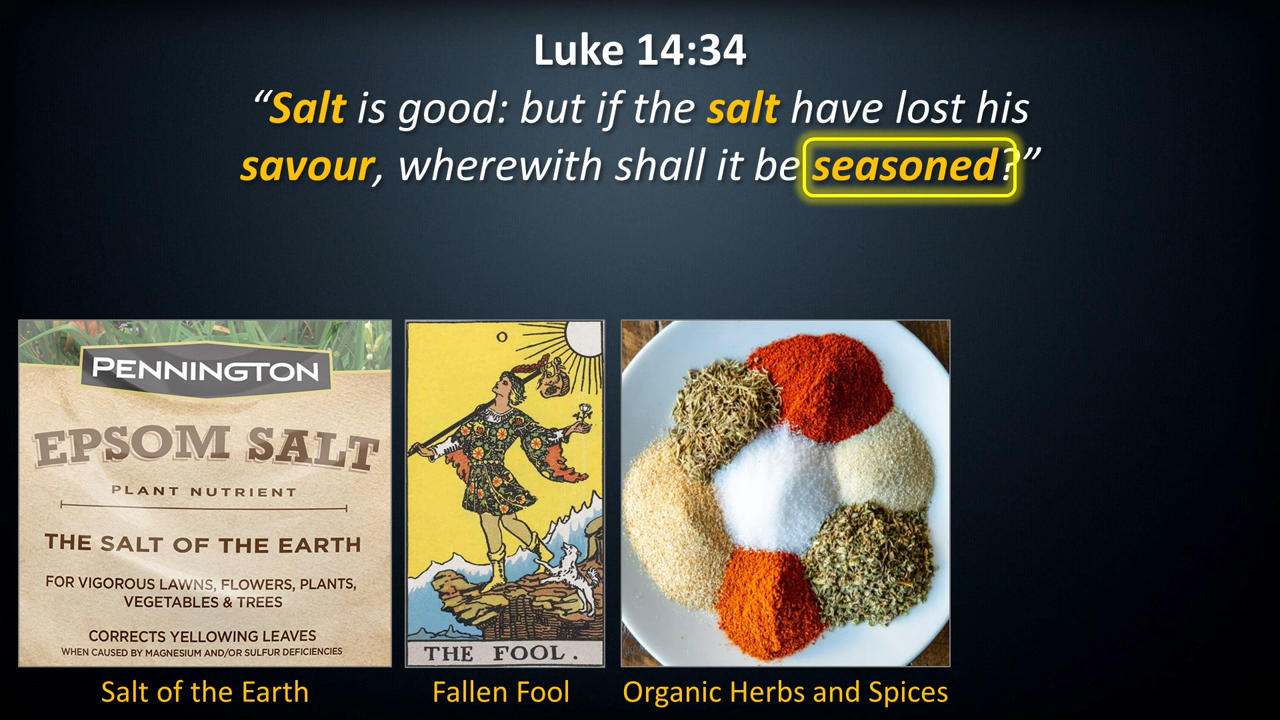 Luke 14:34
“Salt is good: but if the salt have lost his
savour, wherewith shall it be seasoned?”
PENNINGTON
EPSOM SALT
PLANT NUTRIENT
THE SALT OF THE EARTH
FOR VIGOROUS LAWNS, FLOWERS, PLANTS,
VEGETABLES & TREES
CORRECTS YELLOWING LEAVES
WHEN CAUSED BY MAGNESIUM AND/OR SULFUR DEFICIENCIES
Salt of the Earth
0
THE FOOL.
Fallen Fool
Organic Herbs and Spices